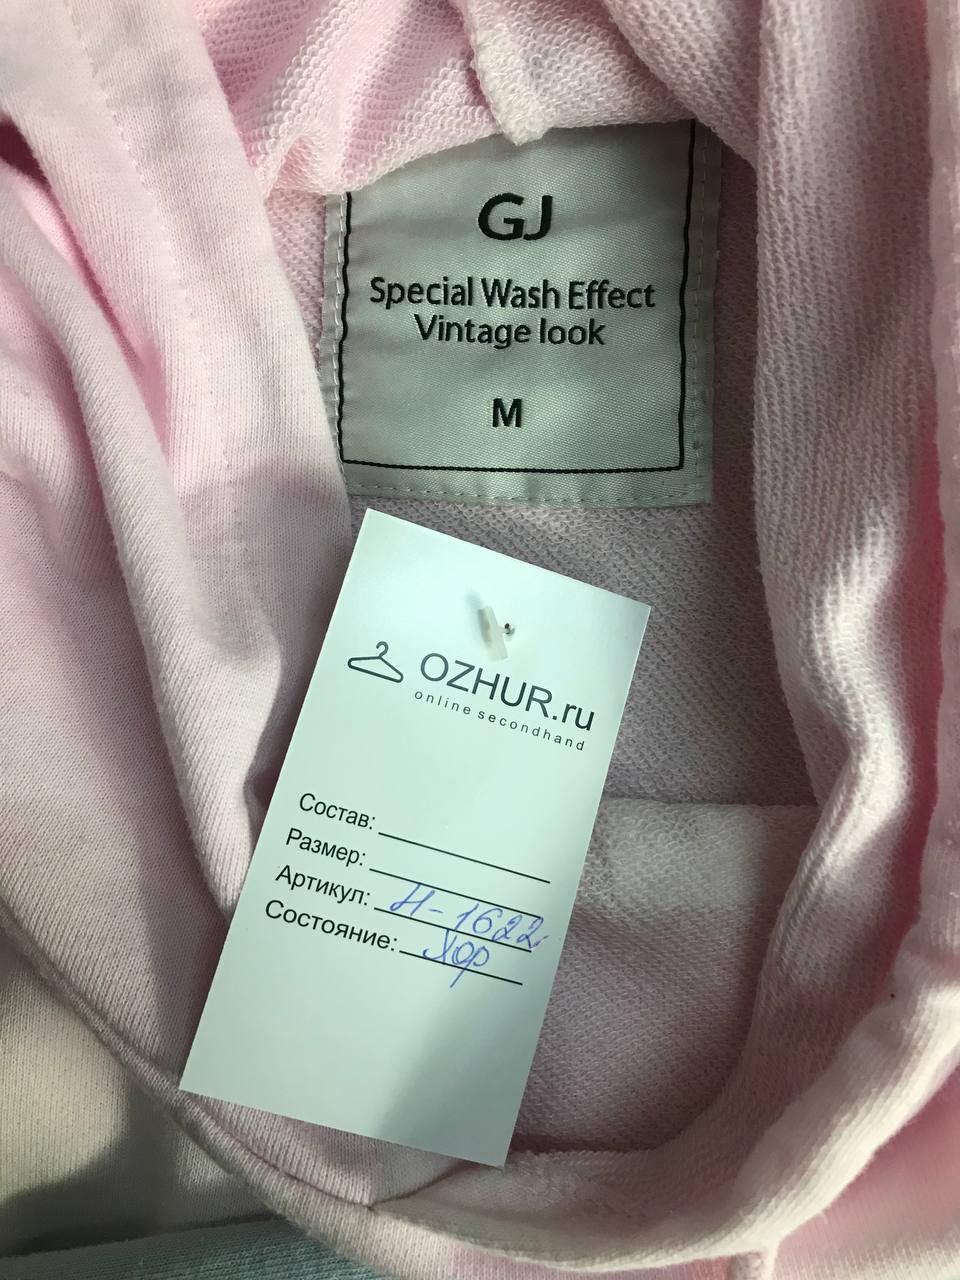 GJ
Special Wash Effect
Vintage look
M
OZHUR.ru
online secondhand
Состав:
Размер:
Артикул: Н-1622
Состояние: Хор